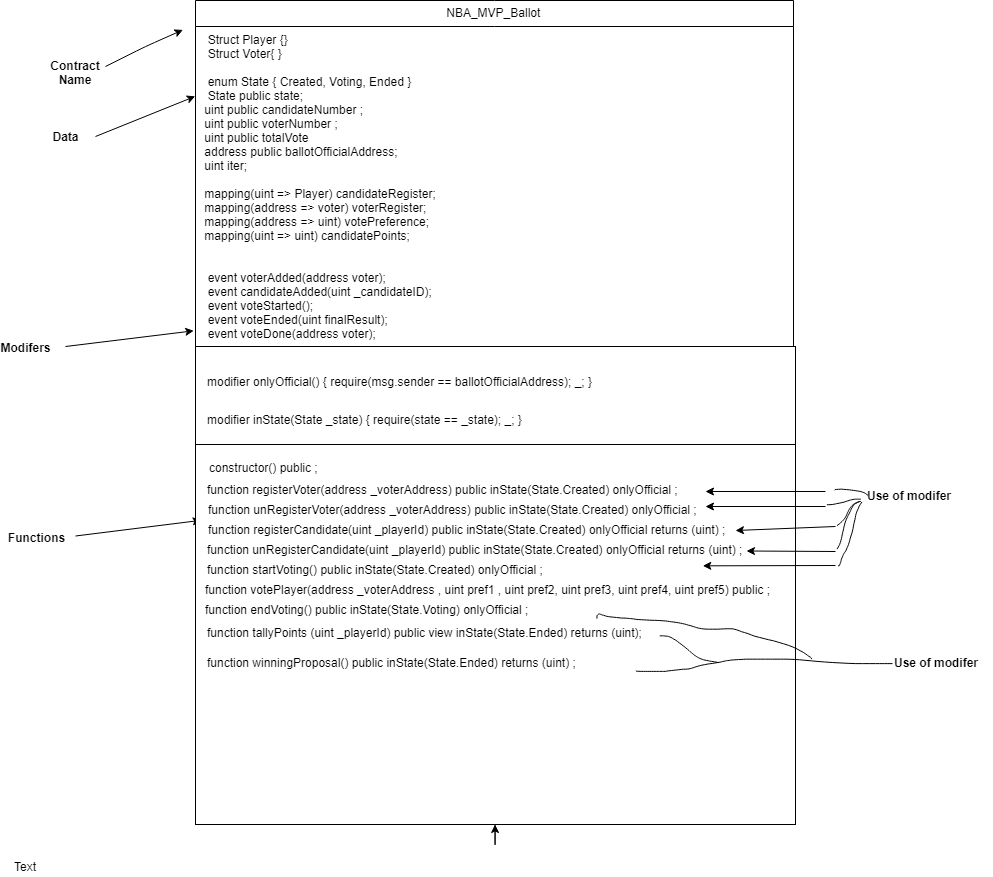 NBA_MVP_Ballot
Struct Player {}
Struct Voter{ }
Contract
Name
enum State { Created, Voting, Ended }
State public state;
uint public candidateNumber ;
uint public voterNumber ;
Data
uint public totalVote
address public ballotOfficialAddress;
uint iter;
mapping(uint => Player) candidateRegister;
mapping(address => voter) voterRegister;
mapping(address => uint) votePreference;
mapping(uint => uint) candidatePoints;
event voterAdded(address voter);
event candidateAdded(uint _candidateID);
event voteStarted();
event voteEnded(uint finalResult);
event voteDone(address voter);
Modifers
modifier onlyOfficial() { require(msg.sender == ballotOfficialAddress); _; }
modifier inState(State _state) { require(state == _state); _; }
constructor() public ;
function registerVoter(address _voterAddress) public inState(State.Created) onlyOfficial ;
Use of modifer
function unRegisterVoter(address _voterAddress) public inState(State.Created) onlyOfficial ;
function registerCandidate(uint _playerId) public inState(State.Created) onlyOfficial returns (uint) ;
Functions
function unRegisterCandidate(uint _playerId) public inState(State.Created) onlyOfficial returns (uint) ;
function startVoting() public inState(State.Created) onlyOfficial ;
function votePlayer(address _voterAddress , uint pref1 , uint pref2, uint pref3, uint pref4, uint pref5) public ;
function endVoting() public inState(State.Voting) onlyOfficial ;
function tallyPoints (uint _playerId) public view inState(State.Ended) returns (uint);
function winningProposal() public inState(State.Ended) returns (uint) ;
Use of modifer
Text